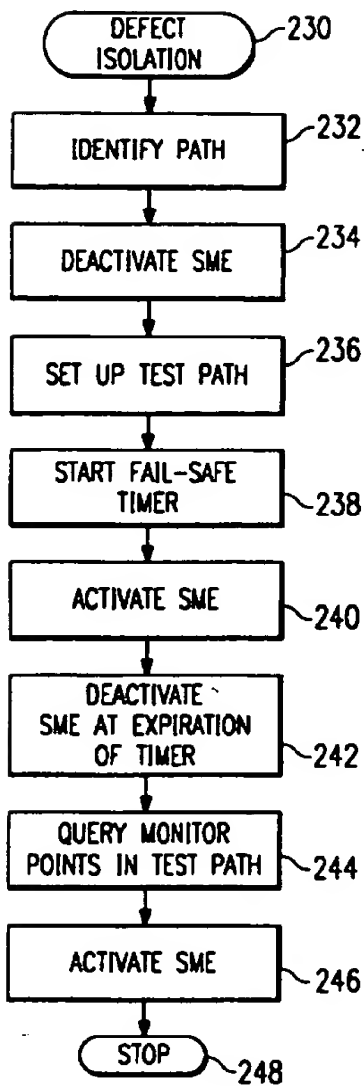 DEFECT
ISOLATION
230
IDENTIFY PATH
232
DEACTIVATE SME
234
SET UP TEST PATH
236
START FAIL-SAFE
TIMER
238
ACTIVATE SME
240
DEACTIVATE
SME AT EXPIRATION
OF TIMER
242
QUERY MONITOR
POINTS IN TEST PATH
244
ACTIVATE SME
246
STOP
248